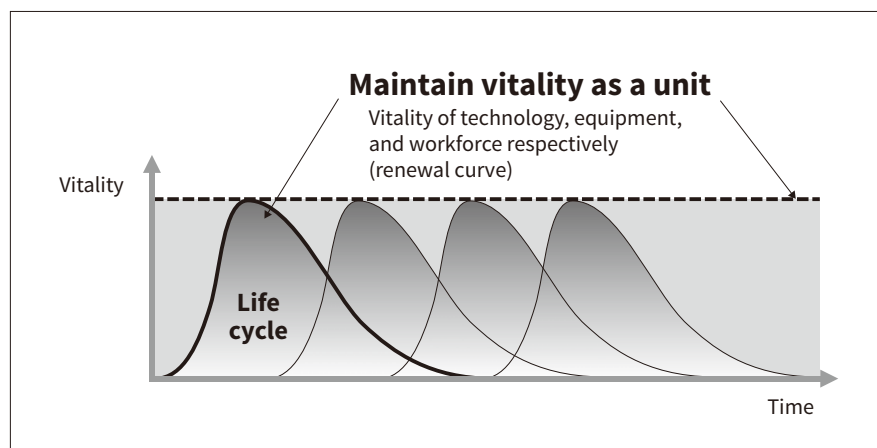 Maintain vitality as a unit
Vitality of technology, equipment,
and workforce respectively
(renewal curve)
Vitality
Life
cycle
Time